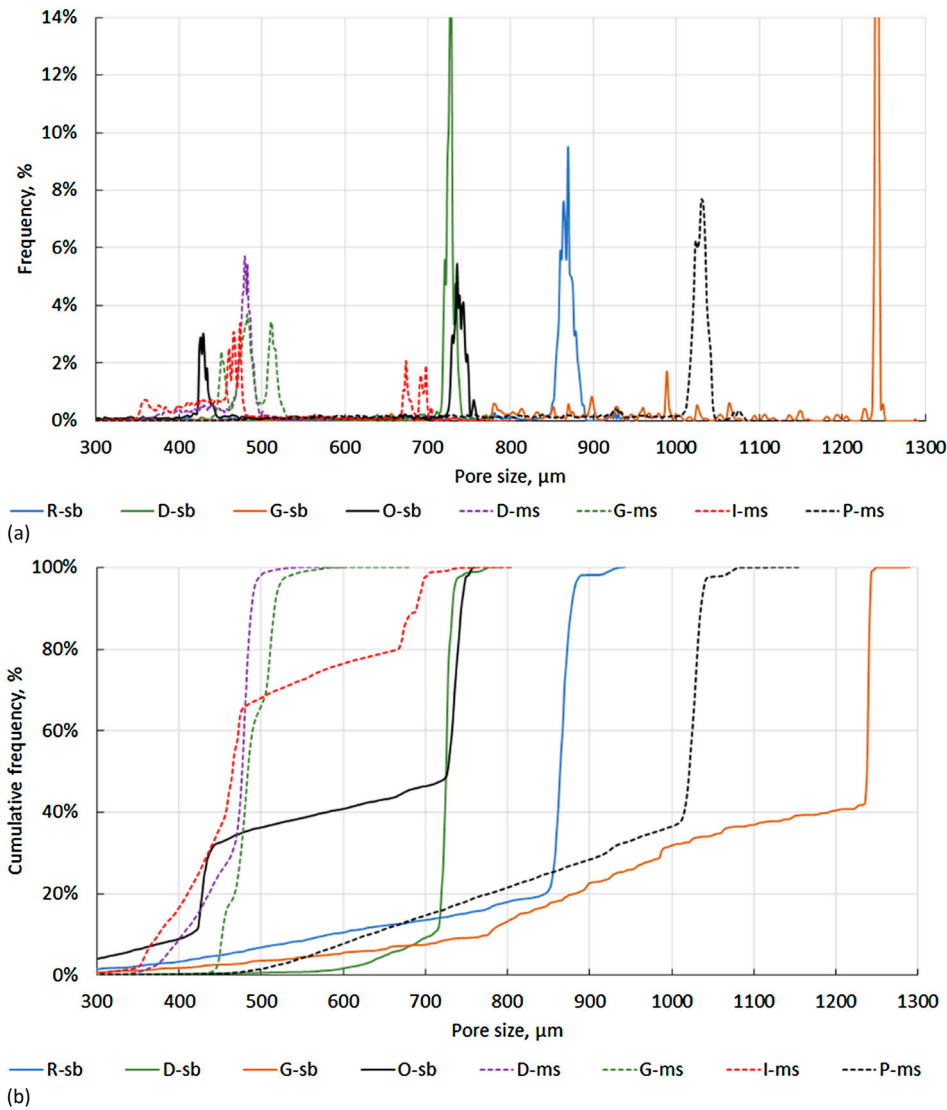 14%
12%
10%
8%
6%
4%
2%
0%
Frequency, %
300 400 500 600 700 800 900 1000 1100 1200 1300
Pore size, µm
R-sb D-sb G-sb O-sb D-ms G-ms I-ms P-ms
(a)
100%
80%
60%
40%
20%
0%
Cumulative frequency, %
300 400 500 600 700 800 900 1000 1100 1200 1300
Pore size, µm
R-sb D-sb G-sb O-sb D-ms G-ms I-ms P-ms
(b)